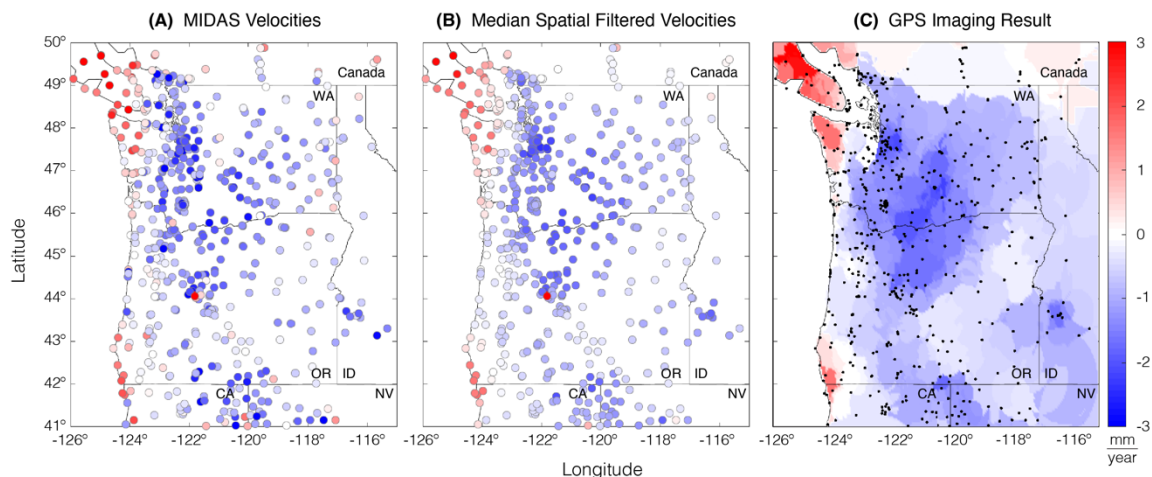 (A) MIDAS Velocities
(B) Median Spatial Filtered Velocities
(C) GPS Imaging Result
50°
49°
48°
47°
46°
45°
44°
43°
42°
41°
Latitude
Canada
WA
OR
ID
CA
NV
-126° -124° -122° -120° -118° -116°
Canada
WA
OR
ID
CA
NV
-126° -124° -122° -120° -118° -116°
Canada
WA
OR
ID
CA
NV
-126° -124° -122° -120° -118° -116°
Longitude
3
2
1
0
-1
-2
-3
mm
year